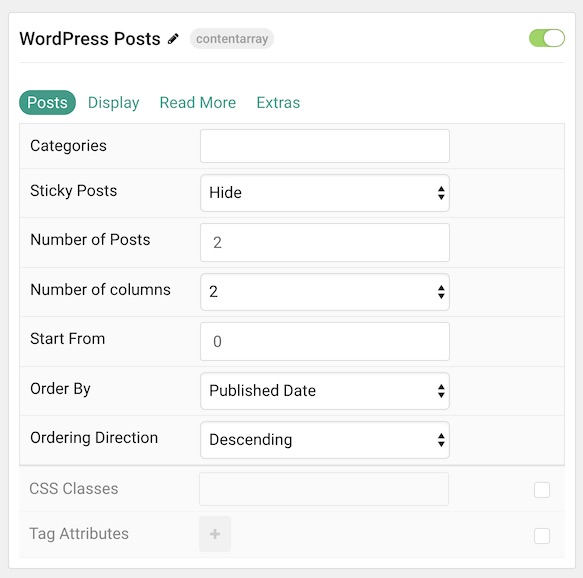 WordPress Posts contentarray
Posts Display Read More Extras
Categories
Sticky Posts Hide
Number of Posts 2
Number of columns 2
Start From 0
Order By Published Date
Ordering Direction Descending
CSS Classes
Tag Attributes +